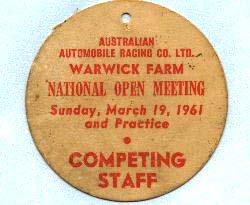 AUSTRALIAN
AUTOMOBILE RACING CO. LTD.
WARWICK FARM
NATIONAL OPEN MEETING
Sunday, March 19, 1961
and Practice
COMPETING
STAFF